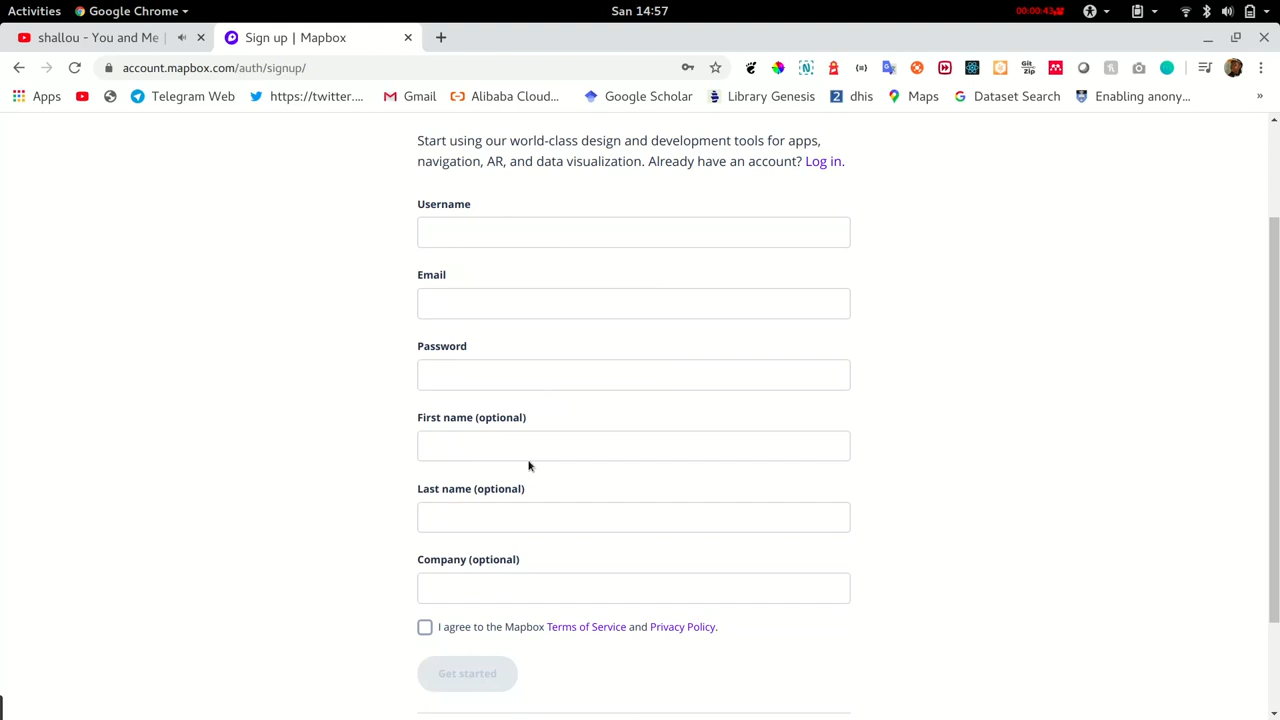 Activities
Google Chrome
San 14:57
00:00:43
shallou - You and Me
Sign up | Mapbox
account.mapbox.com/auth/signup/
Apps
Telegram Web
https://twitter....
Gmail
Alibaba Cloud...
Google Scholar
Library Genesis
dhis
Maps
Dataset Search
Enabling anony...
»
Start using our world-class design and development tools for apps,
navigation, AR, and data visualization. Already have an account? Log in.
Username
Email
Password
First name (optional)
Last name (optional)
Company (optional)
I agree to the Mapbox Terms of Service and Privacy Policy.
Get started